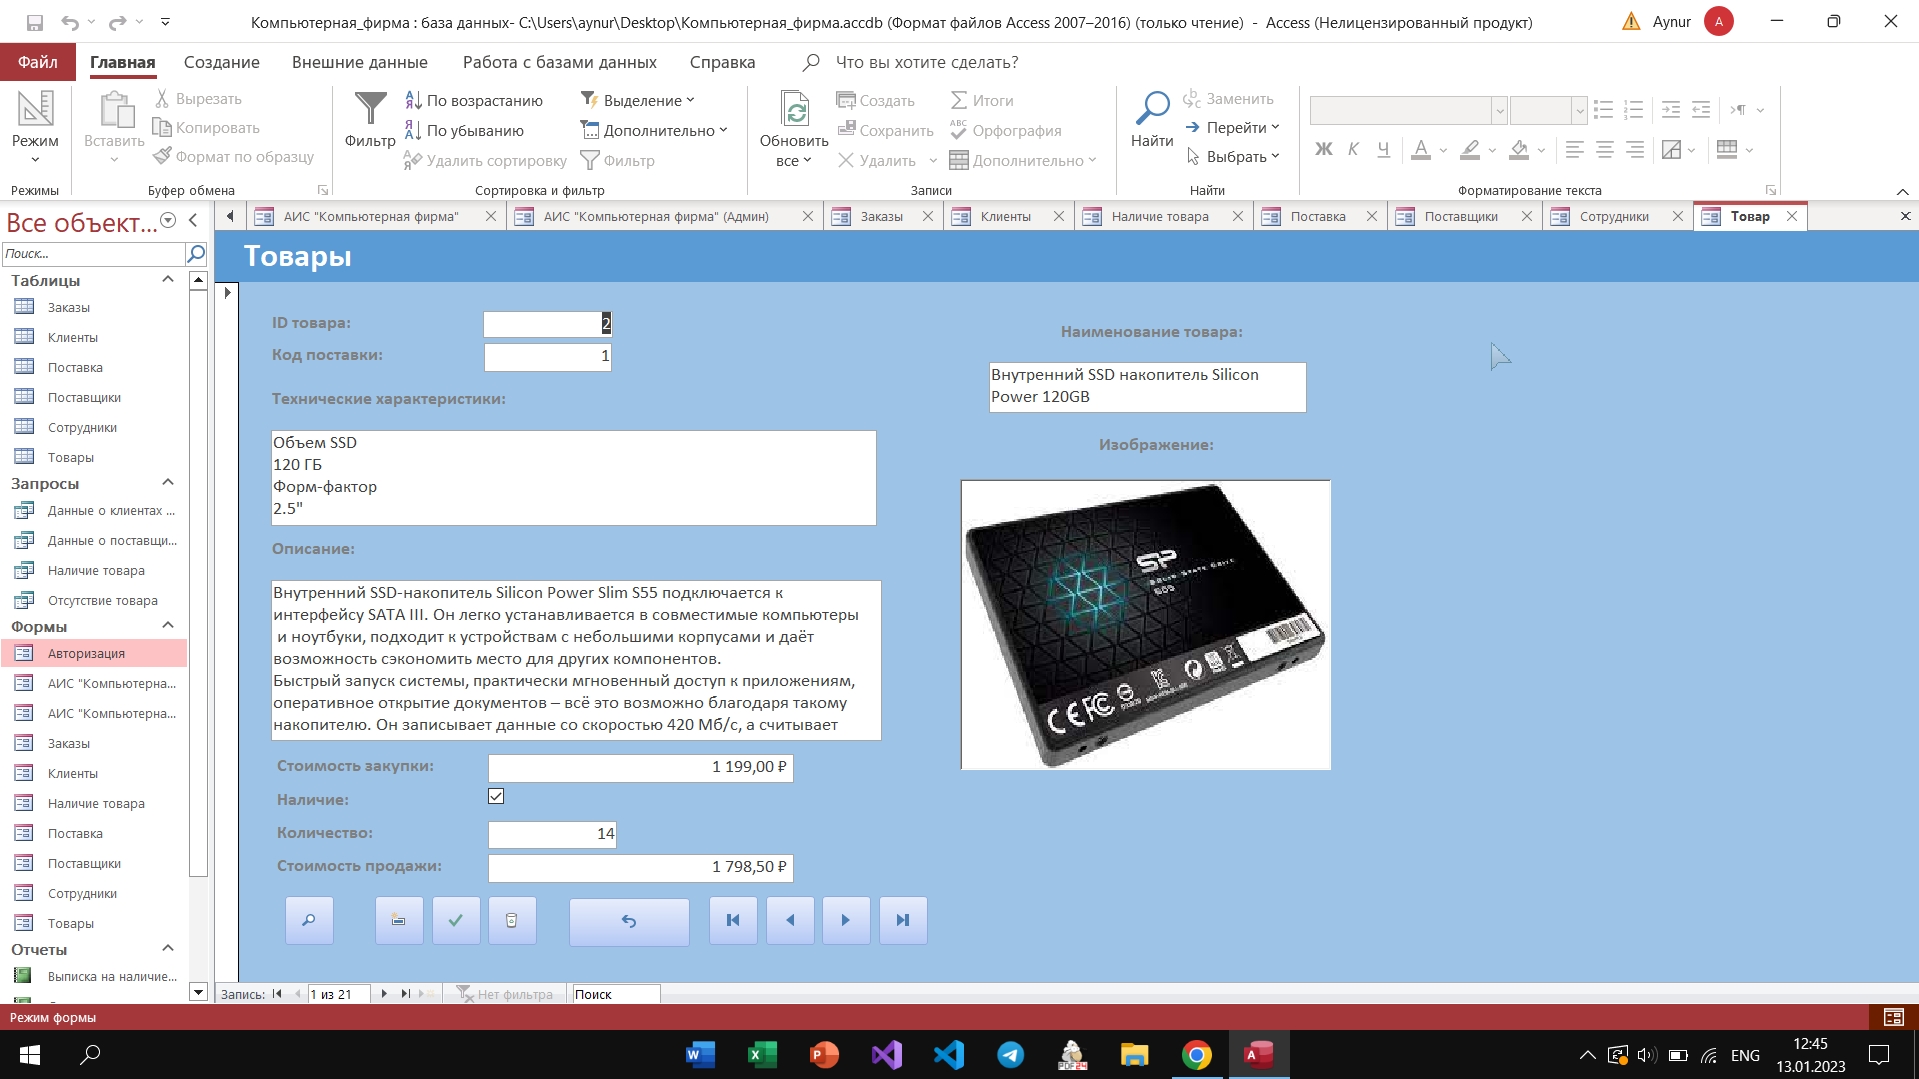 Компьютерная_фирма : база данных- C:\Users\aynur\Desktop\Компьютерная_фирма.accdb (Формат файлов Access 2007–2016) (только чтение) - Access (Нелицензированный продукт)
Aynur
A
Файл
Главная
Создание
Внешние данные
Работа с базами данных
Справка
Что вы хотите сделать?
Режим
Режимы
Вставить
Вырезать
Копировать
Формат по образцу
Буфер обмена
Фильтр
По возрастанию
По убыванию
Удалить сортировку
Выделение
Дополнительно
Фильтр
Сортировка и фильтр
Обновить
все
Создать
Сохранить
Удалить
Итоги
Орфография
Дополнительно
Записи
Найти
Заменить
Перейти
Выбрать
Найти
Ж К Ч
Форматирование текста
Все объект...
Поиск...
Таблицы
Заказы
Клиенты
Поставка
Поставщики
Сотрудники
Товары
Запросы
Данные о клиентах ...
Данные о поставщи...
Наличие товара
Отсутствие товара
Формы
Авторизация
АИС "Компьютерна...
АИС "Компьютерна...
Заказы
Клиенты
Наличие товара
Поставка
Поставщики
Сотрудники
Товары
Отчеты
Выписка на наличие...
АИС "Компьютерная фирма"
АИС "Компьютерная фирма" (Админ)
Заказы
Клиенты
Наличие товара
Поставка
Поставщики
Сотрудники
Товар
Товары
ID товара:
2
Код поставки:
1
Технические характеристики:
Объем SSD
120 ГБ
Форм-фактор
2.5"
Описание:
Внутренний SSD-накопитель Silicon Power Slim S55 подключается к
интерфейсу SATA III. Он легко устанавливается в совместимые компьютеры
и ноутбуки, подходит к устройствам с небольшими корпусами и даёт
возможность сэкономить место для других компонентов.
Быстрый запуск системы, практически мгновенный доступ к приложениям,
оперативное открытие документов – всё это возможно благодаря такому
накопителю. Он записывает данные со скоростью 420 Мб/с, а считывает
Стоимость закупки:
1 199,00 ₽
Наличие:
Количество:
14
Стоимость продажи:
1 798,50 ₽
Наименование товара:
Внутренний SSD накопитель Silicon
Power 120GB
Изображение:
SP
SOLID STATE DRIVE
CE FC
Запись:
1 из 21
Нет фильтра
Поиск
Режим формы
PDF24
ENG
12:45
13.01.2023